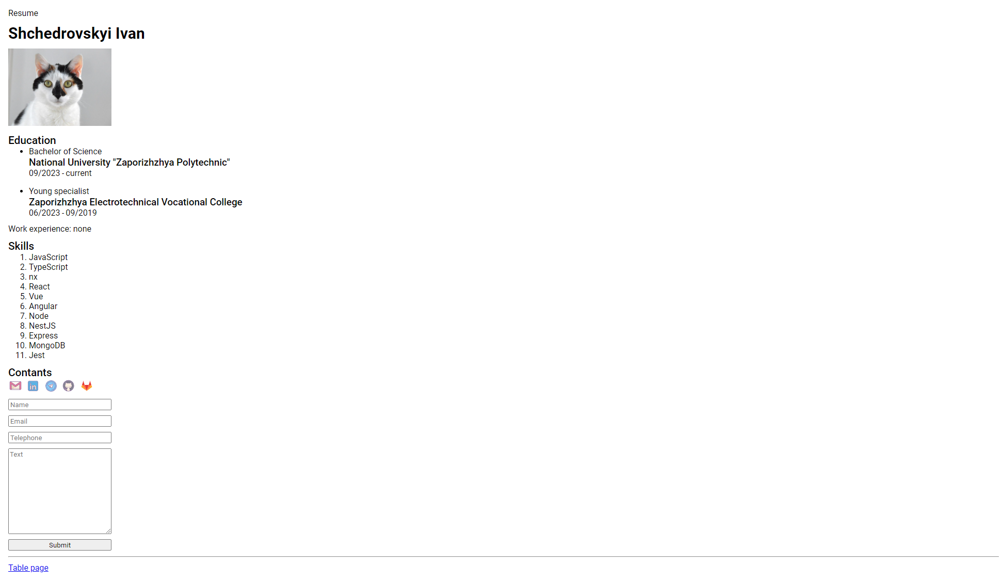 Resume
Shchedrovskyi Ivan
Education
• Bachelor of Science
National University "Zaporizhzhya Polytechnic"
09/2023 - current
• Young specialist
Zaporizhzhya Electrotechnical Vocational College
06/2023 - 09/2019
Work experience: none
Skills
1. JavaScript
2. TypeScript
3. nx
4. React
5. Vue
6. Angular
7. Node
8. NestJS
9. Express
10. MongoDB
11. Jest
Contants
in
Name
Email
Telephone
Text
Submit
Table page